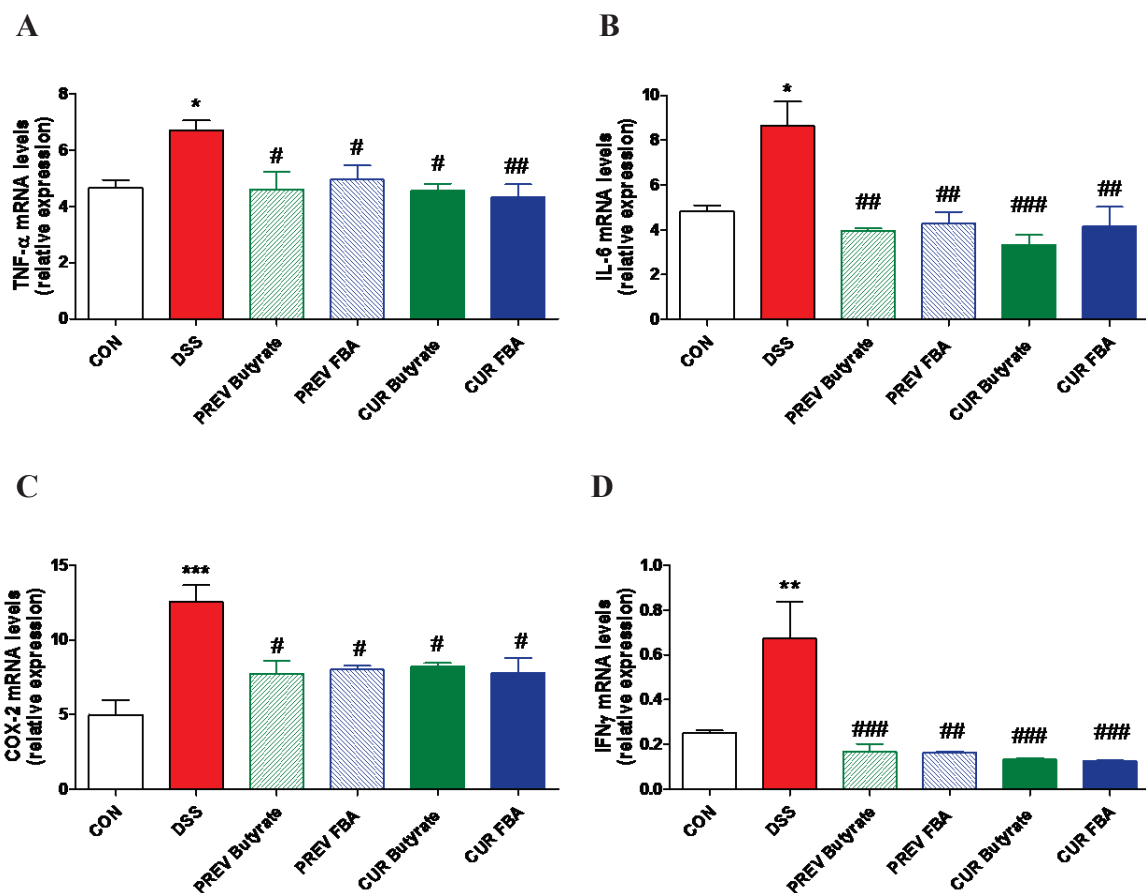 A
TNF-α mRNA levels
(relative expression)
8
6
4
2
0
*
#
#
#
##
CON
DSS
PREV Butyrate
PREV FBA
CUR Butyrate
CUR FBA
B
IL-6 mRNA levels
(relative expression)
10
8
6
4
2
0
*
##
##
###
##
CON
DSS
PREV Butyrate
PREV FBA
CUR Butyrate
CUR FBA
C
COX-2 mRNA levels
(relative expression)
15
10
5
0
***
#
#
#
#
CON
DSS
PREV Butyrate
PREV FBA
CUR Butyrate
CUR FBA
D
IFNγ mRNA levels
(relative expression)
1.0
0.8
0.6
0.4
0.2
0.0
**
###
##
###
###
CON
DSS
PREV Butyrate
PREV FBA
CUR Butyrate
CUR FBA